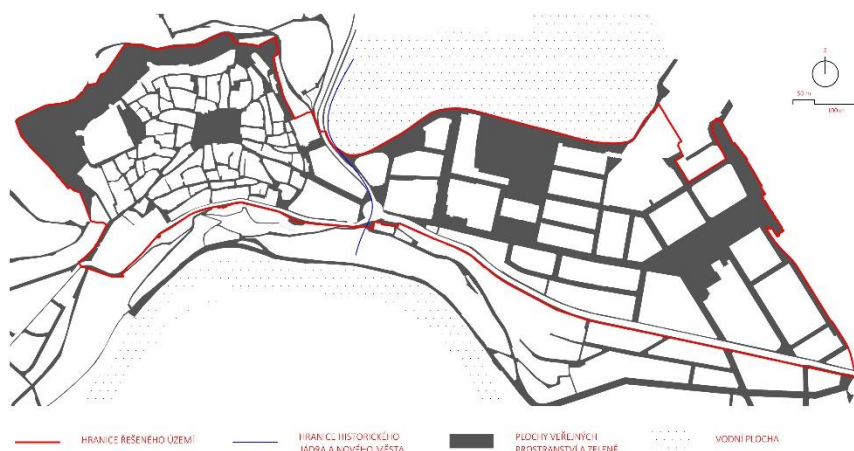 S
50 m
100 m
HRANICE ŘEŠENÉHO ÚZEMÍ
HRANICE HISTORICKÉHO
JÁDRA A NOVÉHO MĚSTA
PLOCHY VEŘEJNÝCH
PROSTRANSTVÍ A ZELENĚ
VODNÍ PLOCHA